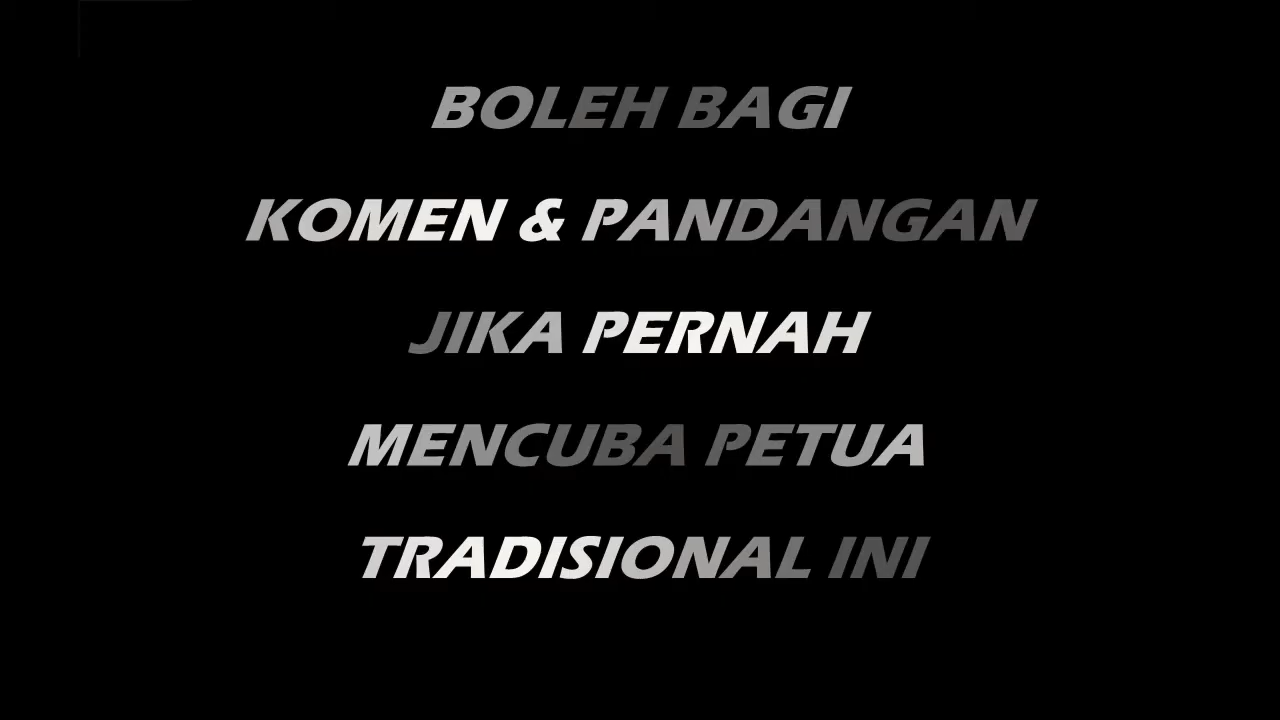 BOLEH BAGI
KOMEN & PANDANGAN
JIKA PERNAH
MENCUBA PETUA
TRADISIONAL INI